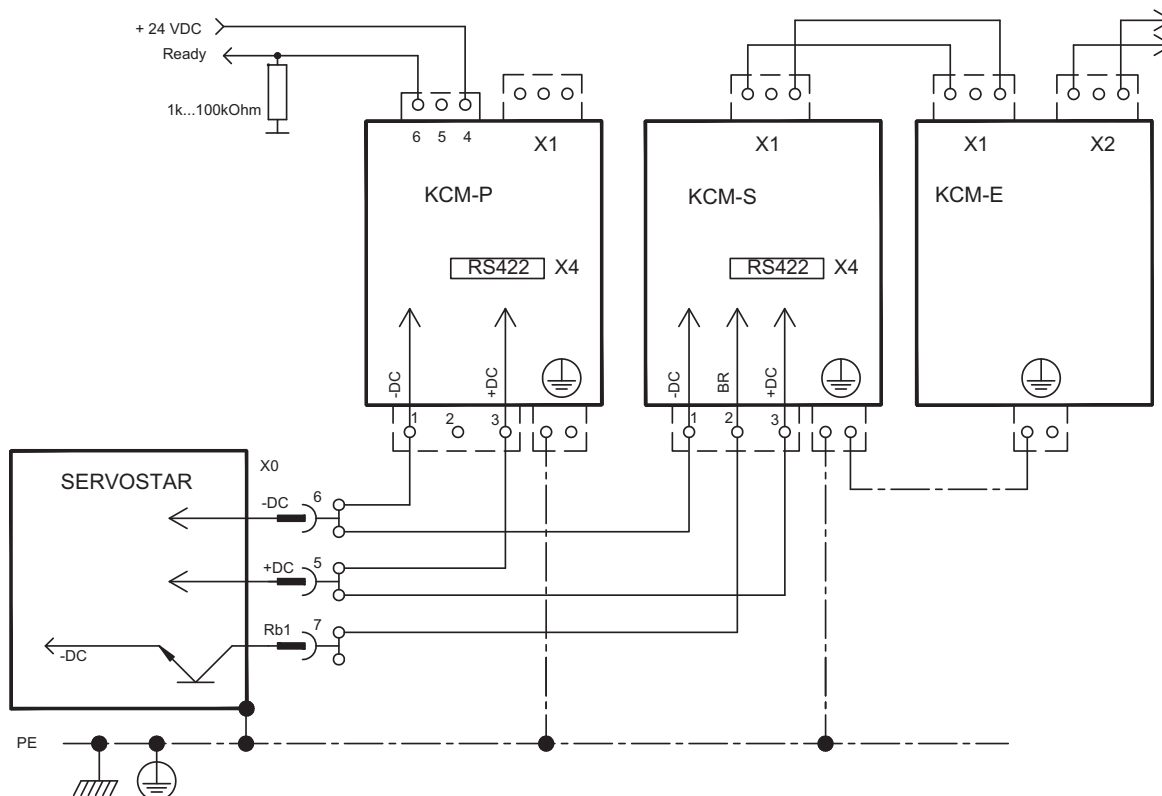 + 24 VDC
Ready
1k...100kOhm
6 5 4
X1
KCM-P
RS422 X4
-DC
+DC
1 2 3
X1
KCM-S
RS422 X4
-DC
BR
+DC
1 2 3
X1 X2
KCM-E
SERVOSTAR
X0
-DC 6
+DC 5
Rb1 7
-DC
PE